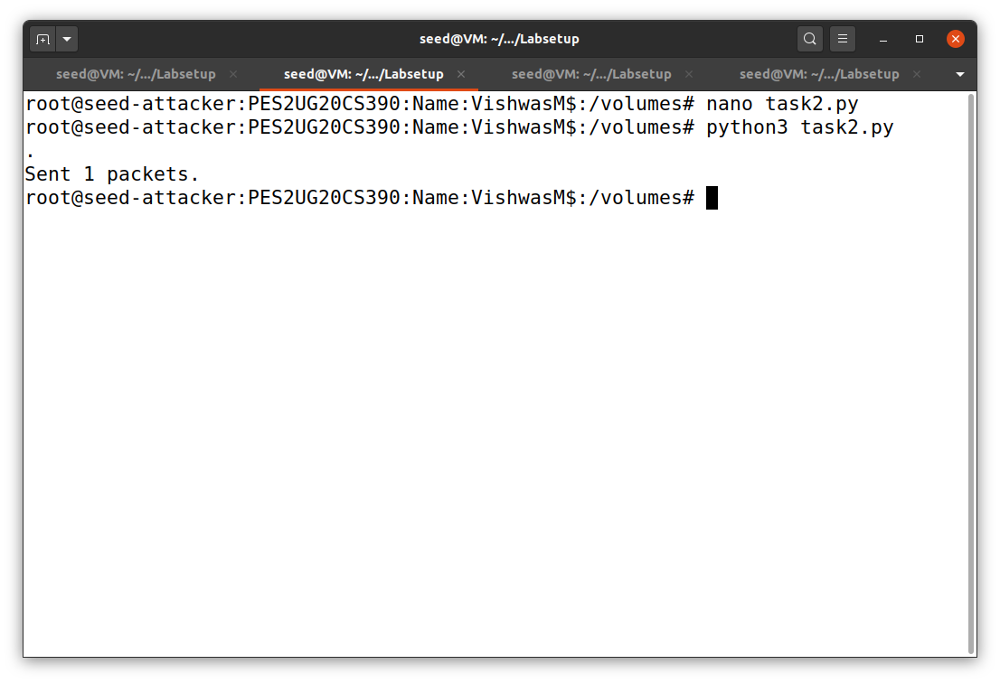 seed@VM: ~/.../Labsetup
seed@VM: ~/.../Labsetup seed@VM: ~/.../Labsetup seed@VM: ~/.../Labsetup seed@VM: ~/.../Labsetup
root@seed-attacker:PES2UG20CS390:Name:VishwasM$:/volumes# nano task2.py
root@seed-attacker:PES2UG20CS390:Name:VishwasM$:/volumes# python3 task2.py
.
Sent 1 packets.
root@seed-attacker:PES2UG20CS390:Name:VishwasM$:/volumes#